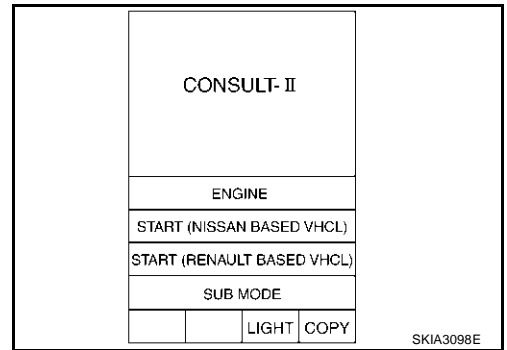 CONSULT-Ⅱ
ENGINE
START (NISSAN BASED VHCL)
START (RENAULT BASED VHCL)
SUB MODE
LIGHT COPY
SKIA3098E